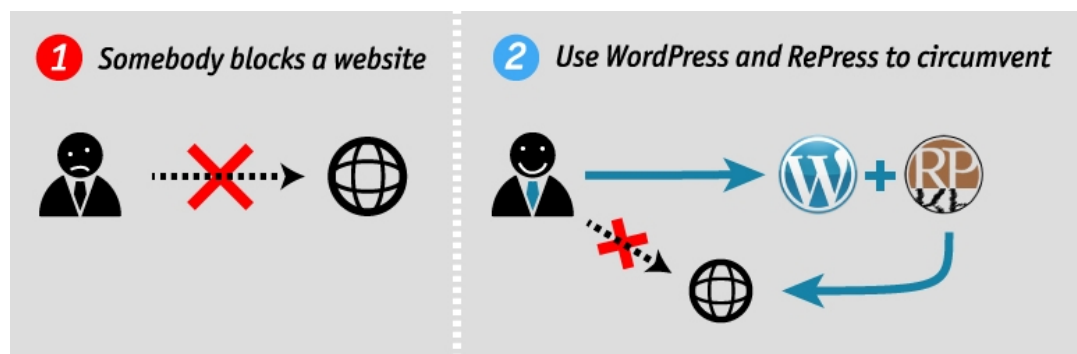 1 Somebody blocks a website
2 Use WordPress and RePress to circumvent
W + RP